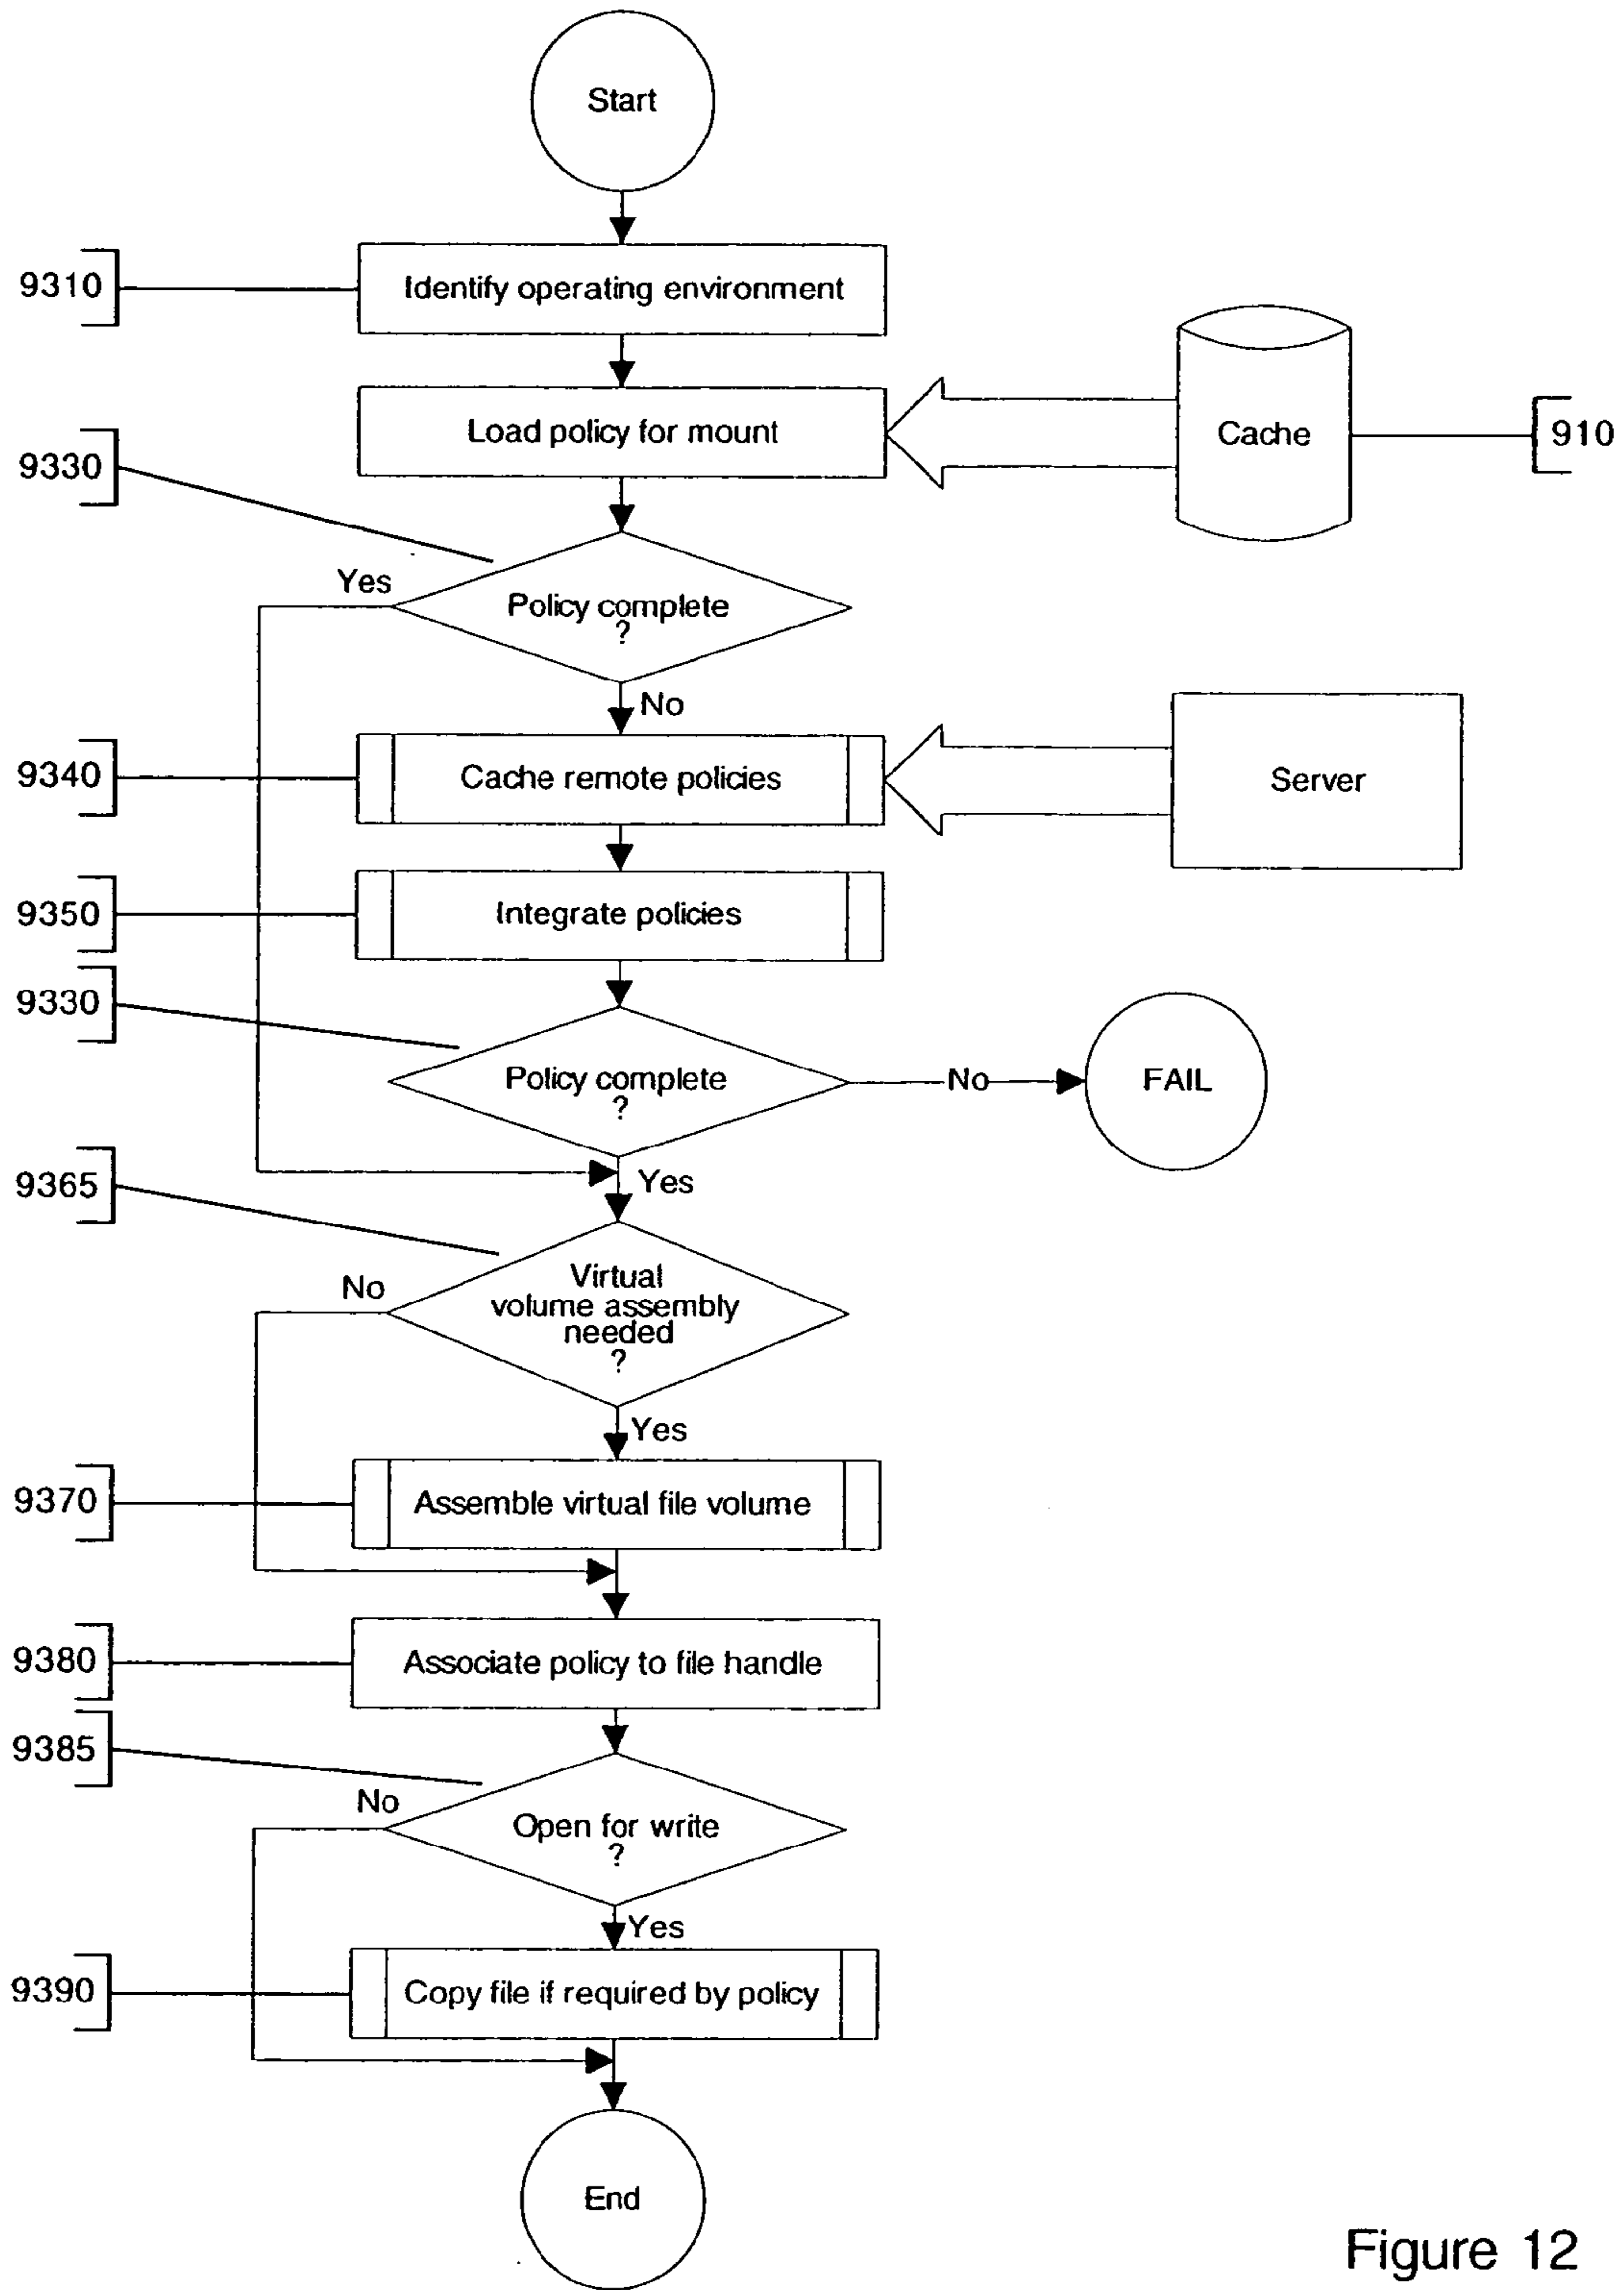 Start
9310
Identify operating environment
Load policy for mount
Cache
910
9330
Yes
Policy complete
?
No
9340
Cache remote policies
Server
9350
Integrate policies
9330
Policy complete
?
No
FAIL
9365
Yes
No
Virtual
volume assembly
needed
?
Yes
9370
Assemble virtual file volume
9380
Associate policy to file handle
9385
No
Open for write
?
Yes
9390
Copy file if required by policy
End
Figure 12